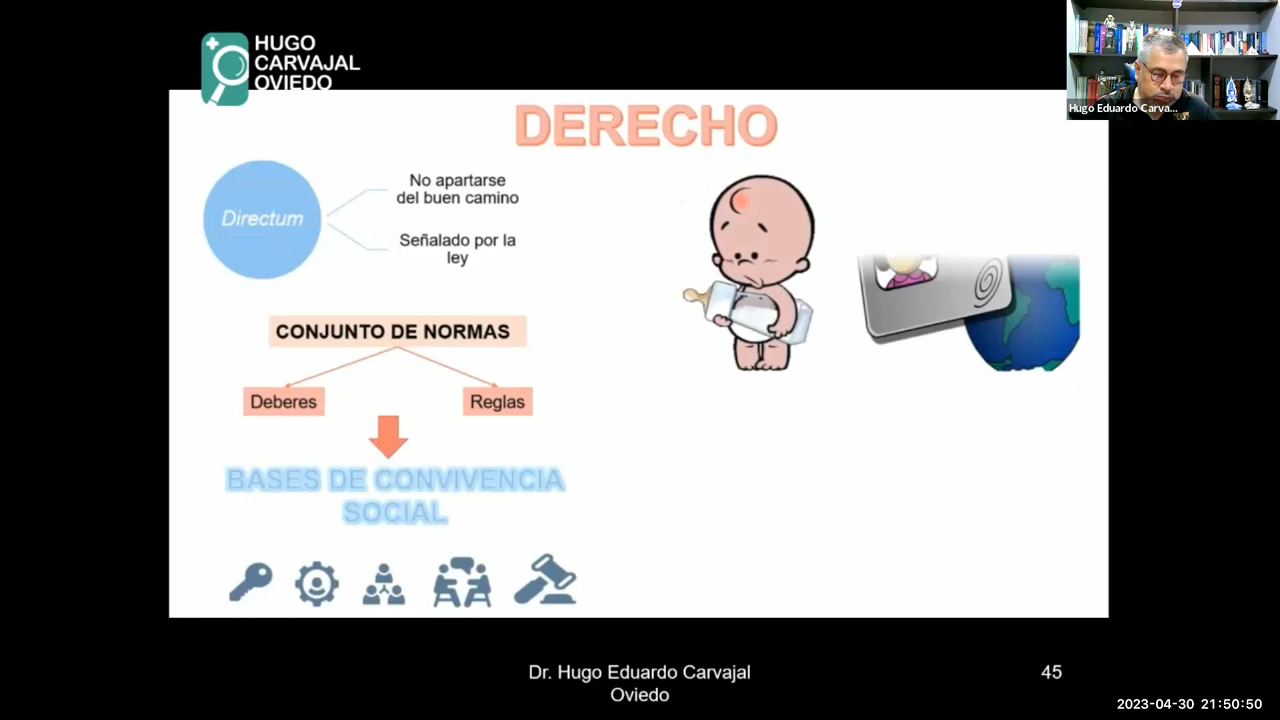 HUGO
CARVAJAL
OVIEDO
Hugo Eduardo Carva...
DERECHO
Directum
No apartarse
del buen camino
Señalado por la
ley
CONJUNTO DE NORMAS
Deberes
Reglas
BASES DE CONVIVENCIA
SOCIAL
Dr. Hugo Eduardo Carvajal
Oviedo
45
2023-04-30 21:50:50